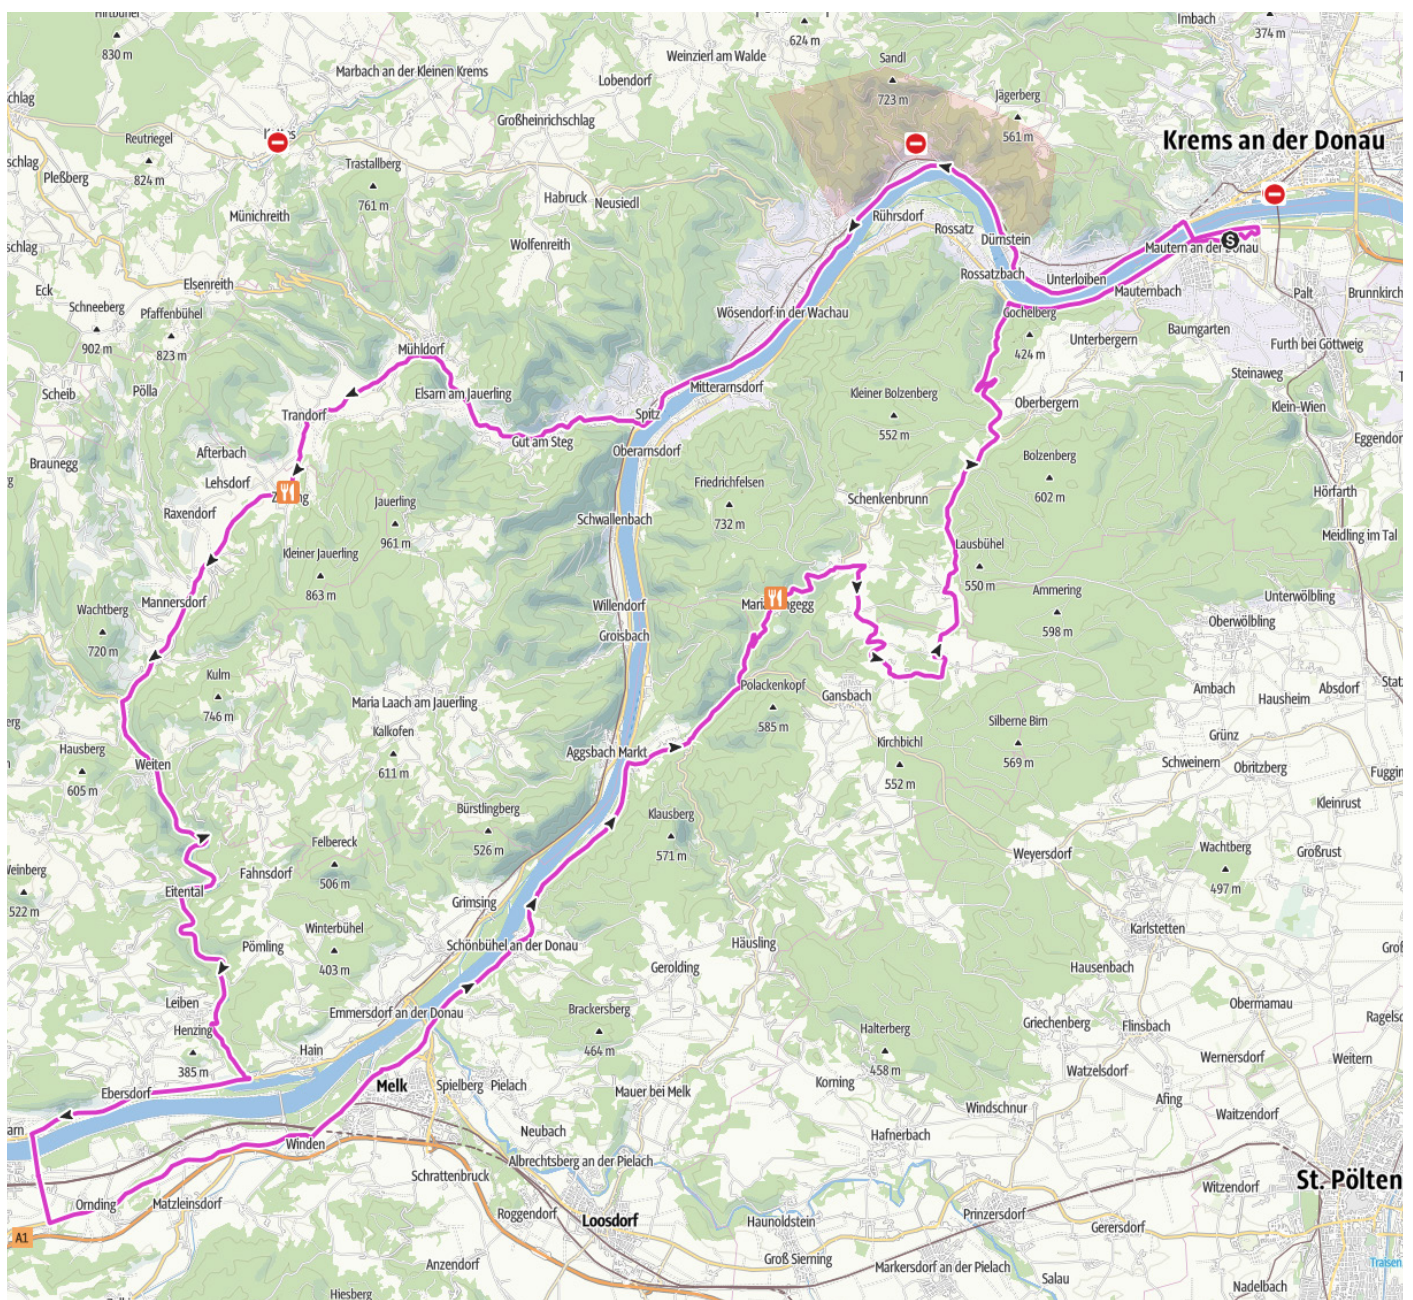 830 m
Marbach an der Kleinen Krems
Weinzierl am Walde
624 m
Sandl
723 m
Jägerberg
561 m
Imbach
374 m
Lobendorf
Großheinrichschlag
Krems an der Donau
schlag
Reutriegel
824 m
Pleßberg
schlag
Trastallberg
761 m
Habruck
Neusiedl
Münichreith
Wolfenreith
Rührsdorf
Rossatz
Dürnstein
S
Mautern an der Donau
schlag
Elsenreith
Eck
Schneeberg
902 m
Pfaffenbühel
823 m
Rossatzbach
Unterloiben
Mauternbach
Palt
Brunnkirch
Wösendorf in der Wachau
Göchelberg
424 m
Baumgarten
Unterbergern
Furth bei Göttweig
Mühldorf
Scheib
Pölla
Elsarn am Jauerling
Mitterarnsdorf
Kleiner Bolzenberg
552 m
Oberbergern
Steinaweg
Klein-Wien
Trandorf
Spitz
Gut am Steg
Oberarnsdorf
Eggendor
Afterbach
Braunegg
Lehsdorf
Raxendorf
Jauerling
961 m
Friedrichfelsen
732 m
Schenkenbrunn
Bolzenberg
602 m
Hörfarth
Schwallenbach
Meidling im Tal
Kleiner Jauerling
863 m
Lausbühel
550 m
Mannersdorf
Wachtberg
720 m
Willendorf
Groisbach
Ammering
598 m
Unterwölbling
Oberwölbling
Kulm
746 m
Maria Laach am Jauerling
Polackenkopf
585 m
Gansbach
Ambach
Hausheim
Absdorf
Silberne Birn
569 m
Kalkofen
611 m
Hausberg
605 m
Weiten
Aggsbach Markt
Kirchbichl
552 m
Grünz
Schweinern
Obritzberg
Bürstlingberg
526 m
Klausberg
571 m
Kleinrust
Felbereck
506 m
Fahnsdorf
Weyersdorf
Wachtberg
497 m
Großrust
522 m
Eitental
Grimsing
Winterbühel
403 m
Pömling
Schönbühel an der Donau
Häusling
Karlstetten
Gerolding
Hausenbach
Leiben
Henzing
385 m
Emmersdorf an der Donau
Brackersberg
464 m
Halterberg
458 m
Griechenberg
Flinsbach
Obermamau
Hain
Melk
Spielberg
Pielach
Mauer bei Melk
Korning
Watzelsdorf
Wernersdorf
Weitern
Ebersdorf
Windschnur
Afing
Waitzendorf
arn
Winden
Neubach
Hafnerbach
Albrechtsberg an der Pielach
Schrattenbruck
St. Pölten
Witzendorf
Ornding
Matzleinsdorf
Roggendorf
Loosdorf
Haunoldstein
Prinzersdorf
Gerersdorf
A1
Anzendorf
Groß Sierning
Markersdorf an der Pielach
Salau
Traisen
Nadelbach
Hiesberg